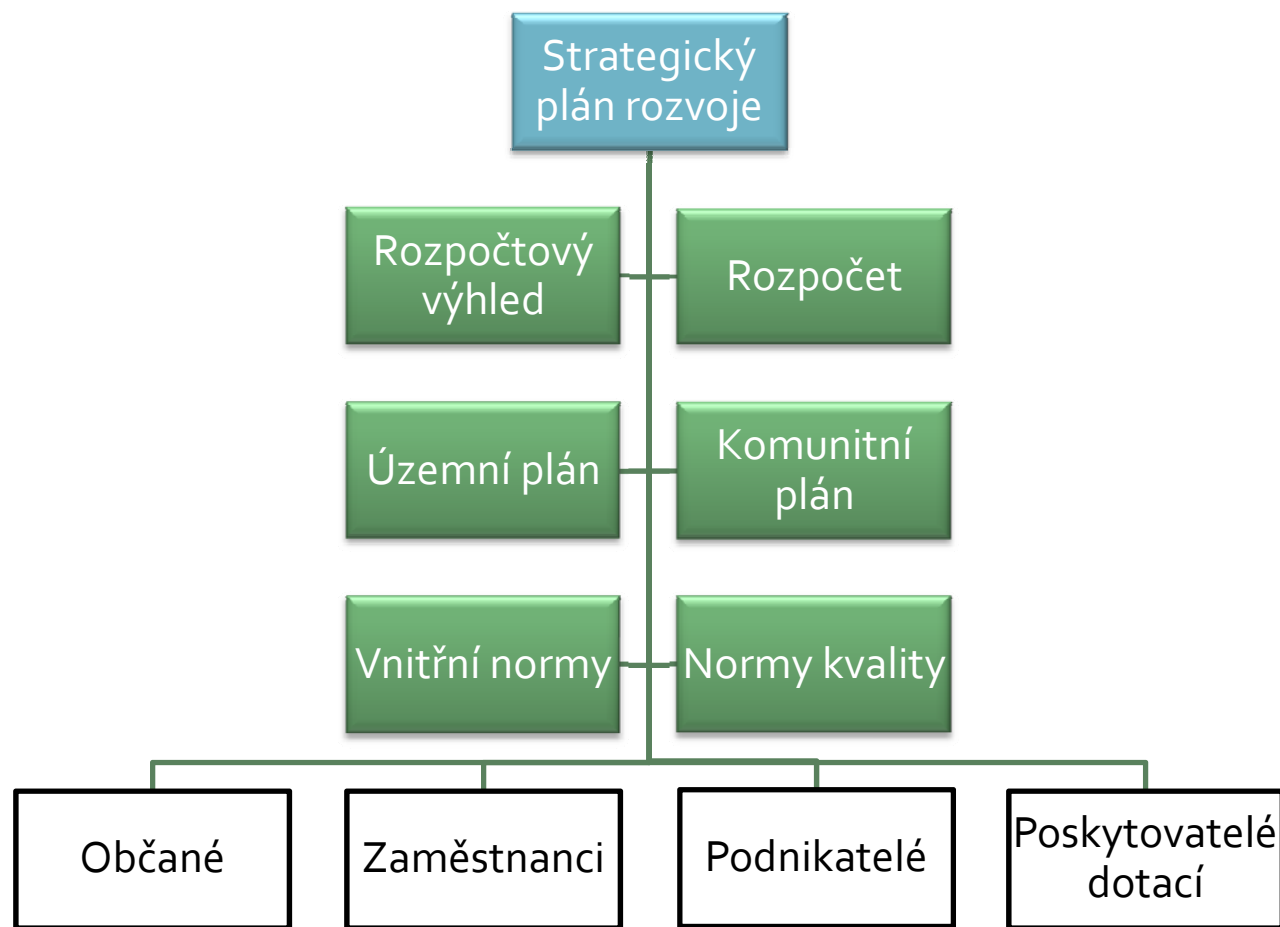 Strategický
plán rozvoje
Rozpočtový
výhled
Rozpočet
Územní plán
Komunitní
plán
Vnitřní normy
Normy kvality
Občané
Zaměstnanci
Podnikatelé
Poskytovatelé
dotací